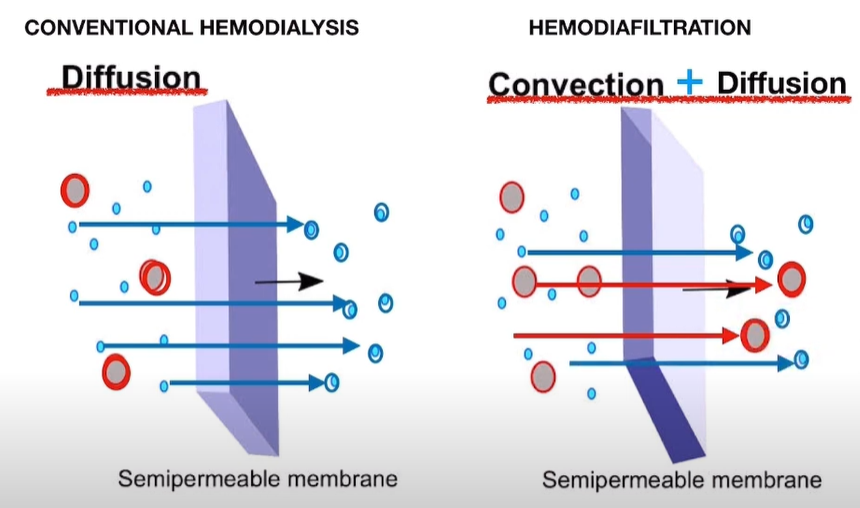 CONVENTIONAL HEMODIALYSIS
Diffusion
Semipermeable membrane
HEMODIAFILTRATION
Convection + Diffusion
Semipermeable membrane